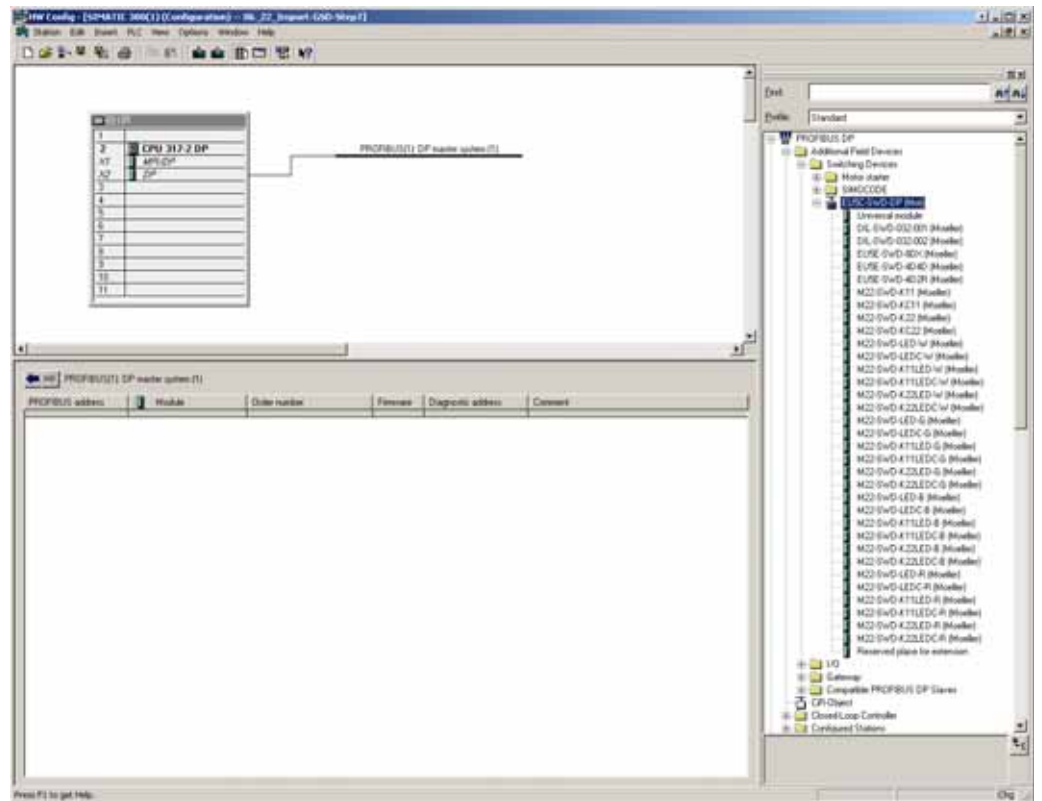 HW Config - [SIMATIC 300(1) (Configuration) -- 06_22_Import-GSD-Step7]
Station Edit Insert PLC View Options Window Help
Find:
Profile: Standard
1
2 CPU 317-2 DP
X1 MPI/DP
X2 DP
3
4
5
6
7
8
9
10
11
PROFIBUS(1): DP master system (1)
PROFIBUS(1): DP master system (1)
PROFIBUS address Module Order number Firmware Diagnostic address Comment
PROFIBUS DP
Additional Field Devices
Switching Devices
Motor starter
SIMOCODE
Universal module
DIL-SWD-032-001 (Moeller)
DIL-SWD-032-002 (Moeller)
EU5E-SWD-8DX (Moeller)
EU5E-SWD-4D4D (Moeller)
EU5E-SWD-4D2R (Moeller)
M22-SWD-K11 (Moeller)
M22-SWD-KC11 (Moeller)
M22-SWD-K22 (Moeller)
M22-SWD-KC22 (Moeller)
M22-SWD-LED-W (Moeller)
M22-SWD-LEDC-W (Moeller)
M22-SWD-K11LED-W (Moeller)
M22-SWD-K11LEDC-W (Moeller)
M22-SWD-K22LED-W (Moeller)
M22-SWD-K22LEDC-W (Moeller)
M22-SWD-LED-G (Moeller)
M22-SWD-LEDC-G (Moeller)
M22-SWD-K11LED-G (Moeller)
M22-SWD-K11LEDC-G (Moeller)
M22-SWD-K22LED-G (Moeller)
M22-SWD-K22LEDC-G (Moeller)
M22-SWD-LED-B (Moeller)
M22-SWD-LEDC-B (Moeller)
M22-SWD-K11LED-B (Moeller)
M22-SWD-K11LEDC-B (Moeller)
M22-SWD-K22LED-B (Moeller)
M22-SWD-K22LEDC-B (Moeller)
M22-SWD-LED-R (Moeller)
M22-SWD-LEDC-R (Moeller)
M22-SWD-K11LED-R (Moeller)
M22-SWD-K11LEDC-R (Moeller)
M22-SWD-K22LED-R (Moeller)
M22-SWD-K22LEDC-R (Moeller)
Reserved place for extension
I/O
Gateway
Compatible PROFIBUS DP Slaves
CiR-Object
Closed-Loop Controller
Configured Stations
Press F1 to get Help.
Chg